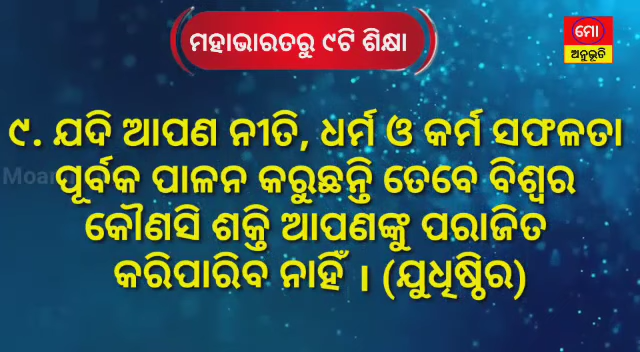 ମହାଭାରତରୁ ୯ଟି ଶିକ୍ଷା
ମୋ
ଅନୁଭୂତି
୯. ଯଦି ଆପଣ ନୀତି, ଧର୍ମ ଓ କର୍ମ ସଫଳତା
ପୂର୍ବକ ପାଳନ କରୁଛନ୍ତି ତେବେ ବିଶ୍ୱର
କୌଣସି ଶକ୍ତି ଆପଣଙ୍କୁ ପରାଜିତ
କରିପାରିବ ନାହିଁ । (ଯୁଧିଷ୍ଠିର)